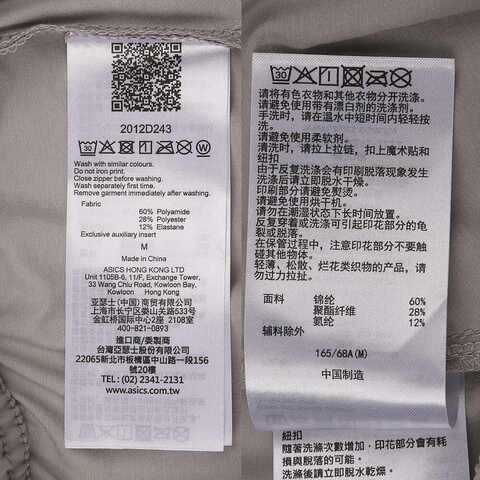 2012D243
Wash with similar colours.
Do not iron print.
Close zipper before washing.
Wash separately first time.
Remove garment immediately after washing.
Fabric
60% Polyamide
28% Polyester
12% Elastane
Exclusive auxiliary insert
M
Made in China
ASICS HONG KONG LTD
Unit 1105B-6, 11/F, Exchange Tower,
33 Wang Chiu Road, Kowloon Bay,
Kowloon Hong Kong
亚瑟士(中国)商贸有限公司
上海市长宁区娄山关路533号
金虹桥国际中心2座 2108室
400-821-0893
進口商/委製商
台灣亞瑟士股份有限公司
22065新北市板橋區中山路一段156
號20樓
電話: (02) 2341-2131
www.asics.com.tw
请将有色衣物和其他衣物分开洗涤。
请避免使用带有漂白剂的洗涤剂。
手洗时，请在温水中短时间内轻轻按
洗。
请避免使用柔软剂。
清洗时，请拉上拉链，扣上魔术贴和
纽扣
由于反复洗涤会有印刷脱落现象发生
洗涤后请立即脱水干燥。
印刷部分请避免熨烫。
请避免使用烘干机。
请勿在潮湿状态下长时间放置。
反复穿着或洗涤可引起印花部分的龟
裂或脱落。
在保管过程中，注意印花部分不要触
碰其他物体。
轻薄、松散、烂花类织物的产品，请
勿过力拉扯。
面料 锦纶 60%
聚酯纤维 28%
氨纶 12%
辅料除外
165/68A(M)
中国制造
鈕扣
隨著洗滌次數增加，印花部分會有耗
損與脫落的可能。
洗滌後請立即脫水乾燥。